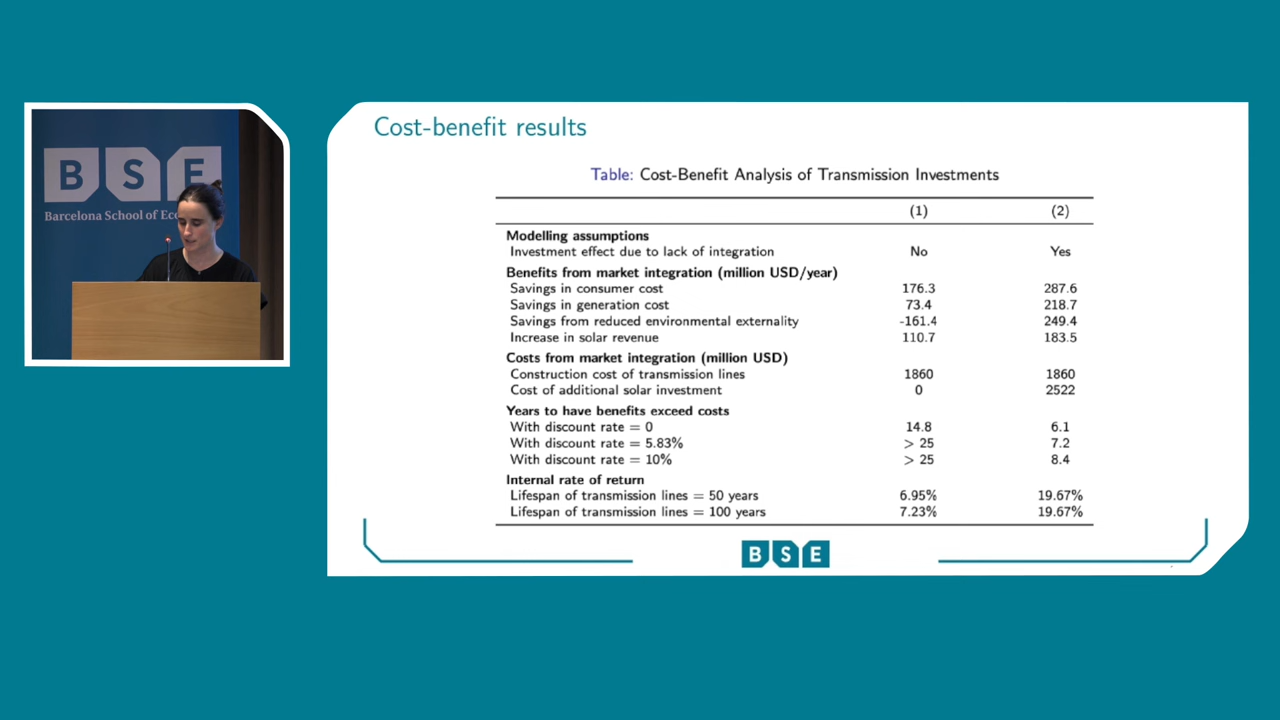 B S E
Barcelona School of Ec
Cost-benefit results
Table: Cost-Benefit Analysis of Transmission Investments
(1) (2)
Modelling assumptions
Investment effect due to lack of integration No Yes
Benefits from market integration (million USD/year)
Savings in consumer cost 176.3 287.6
Savings in generation cost 73.4 218.7
Savings from reduced environmental externality -161.4 249.4
Increase in solar revenue 110.7 183.5
Costs from market integration (million USD)
Construction cost of transmission lines 1860 1860
Cost of additional solar investment 0 2522
Years to have benefits exceed costs
With discount rate = 0 14.8 6.1
With discount rate = 5.83% > 25 7.2
With discount rate = 10% > 25 8.4
Internal rate of return
Lifespan of transmission lines = 50 years 6.95% 19.67%
Lifespan of transmission lines = 100 years 7.23% 19.67%
B S E